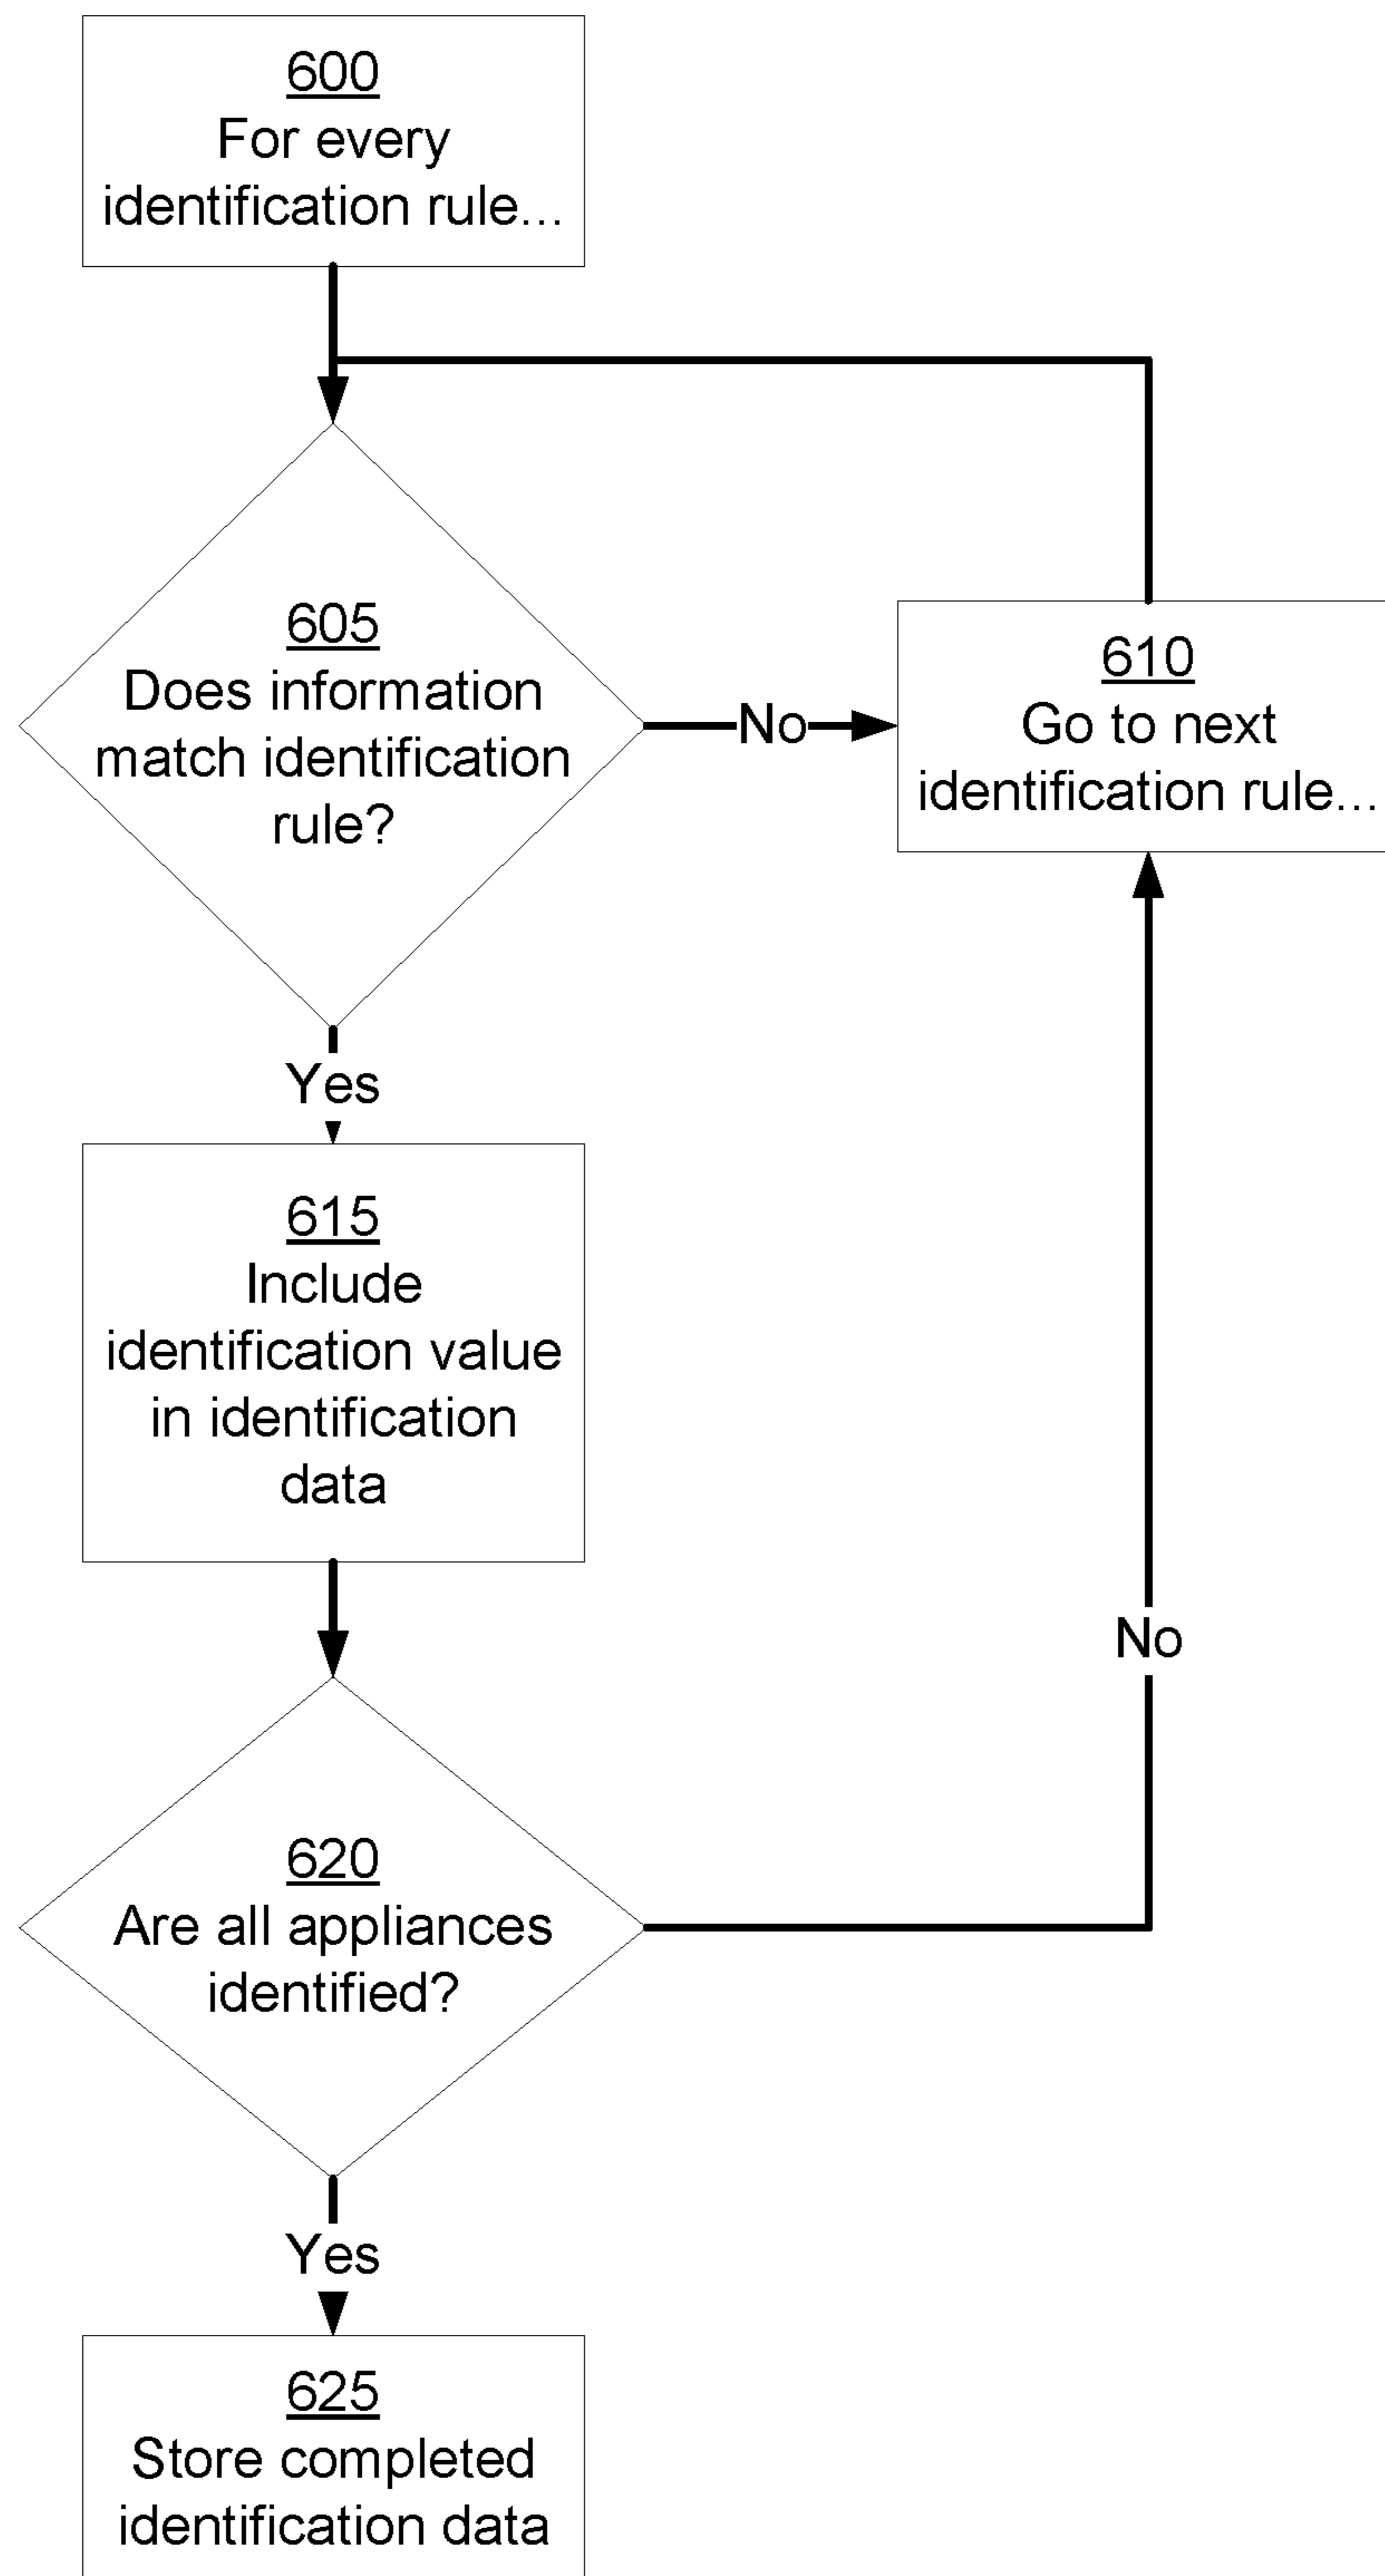 600
For every
identification rule...
605
Does information
match identification
rule?
No
610
Go to next
identification rule...
Yes
615
Include
identification value
in identification
data
No
620
Are all appliances
identified?
Yes
625
Store completed
identification data